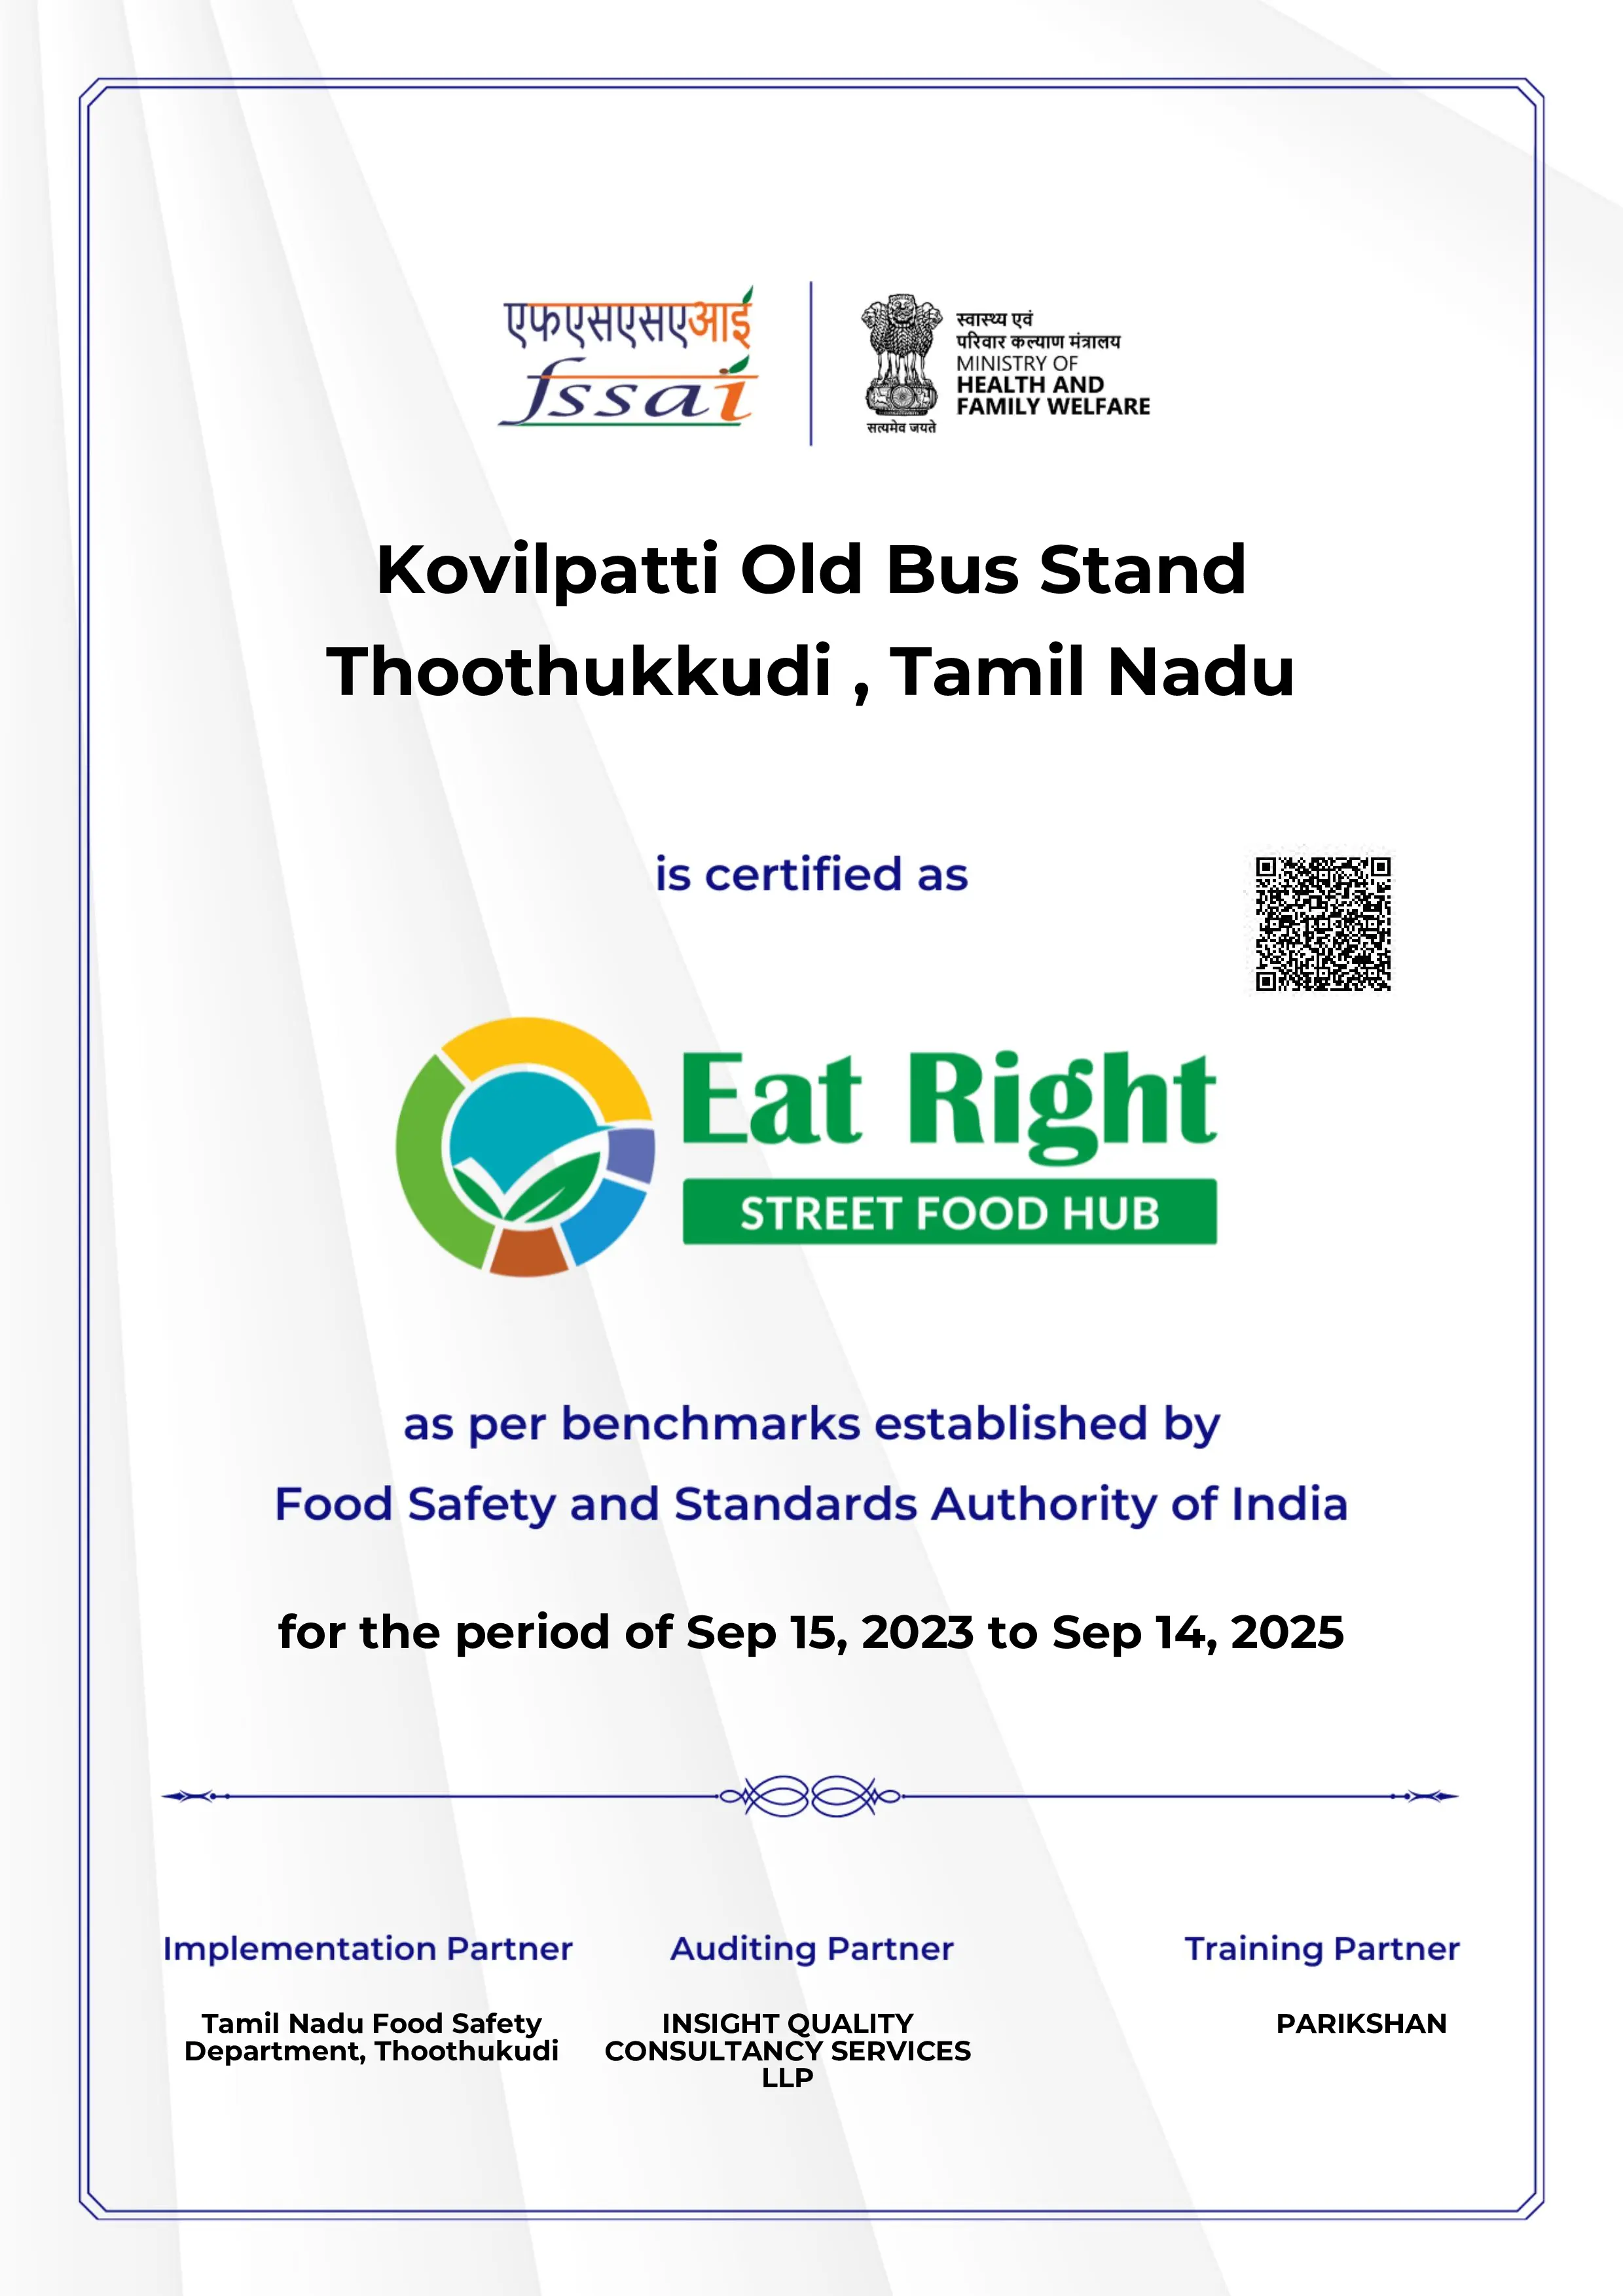 एफएसएसएआई
fssai
स्वास्थ्य एवं
परिवार कल्याण मंत्रालय
MINISTRY OF
HEALTH AND
FAMILY WELFARE
सत्यमेव जयते
Kovilpatti Old Bus Stand
Thoothukkudi , Tamil Nadu
is certified as
Eat Right
STREET FOOD HUB
as per benchmarks established by
Food Safety and Standards Authority of India
for the period of Sep 15, 2023 to Sep 14, 2025
Implementation Partner
Tamil Nadu Food Safety
Department, Thoothukudi
Auditing Partner
INSIGHT QUALITY
CONSULTANCY SERVICES
LLP
Training Partner
PARIKSHAN